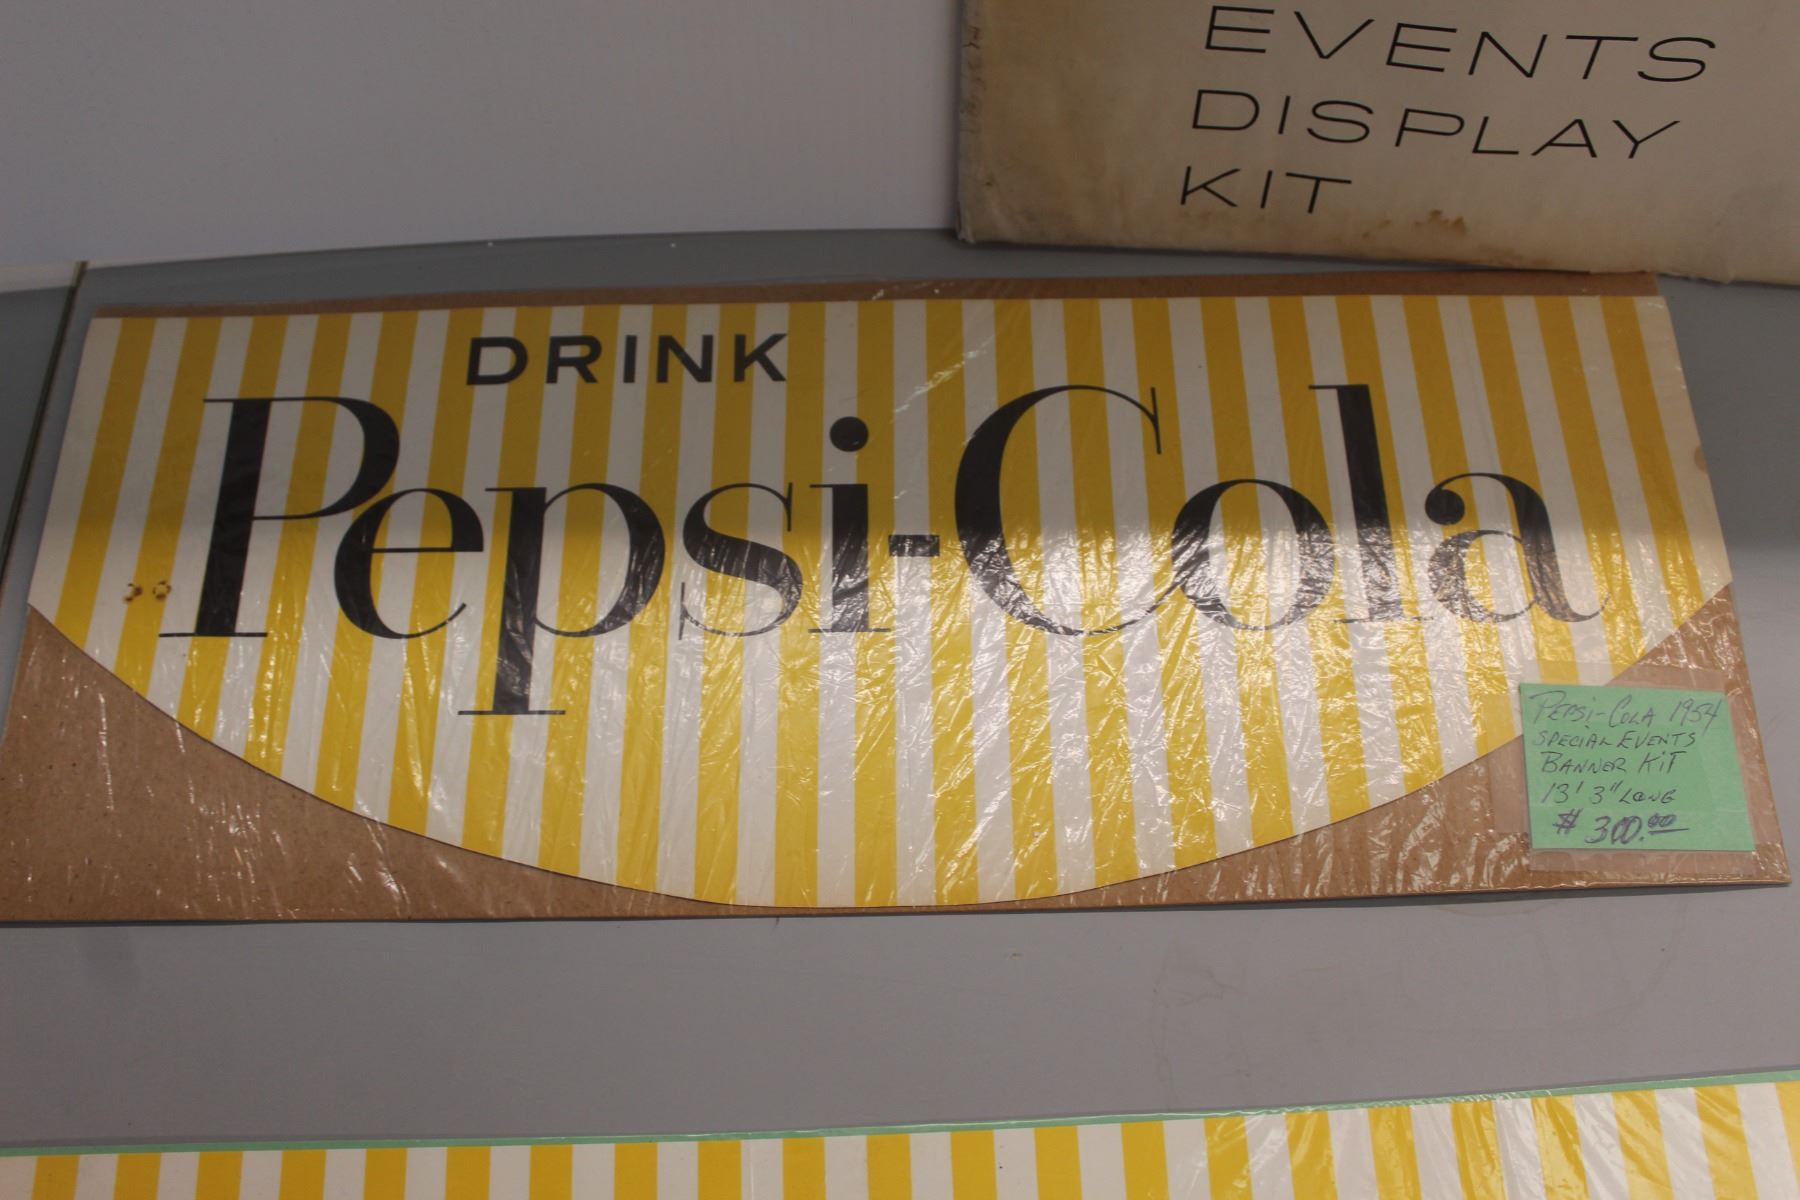 EVENTS
DISPLAY
KIT
DRINK
Pepsi-Cola
PEPSI-COLA 1954
SPECIAL EVENTS
BANNER KIT
13' 3" LONG
$ 300.00